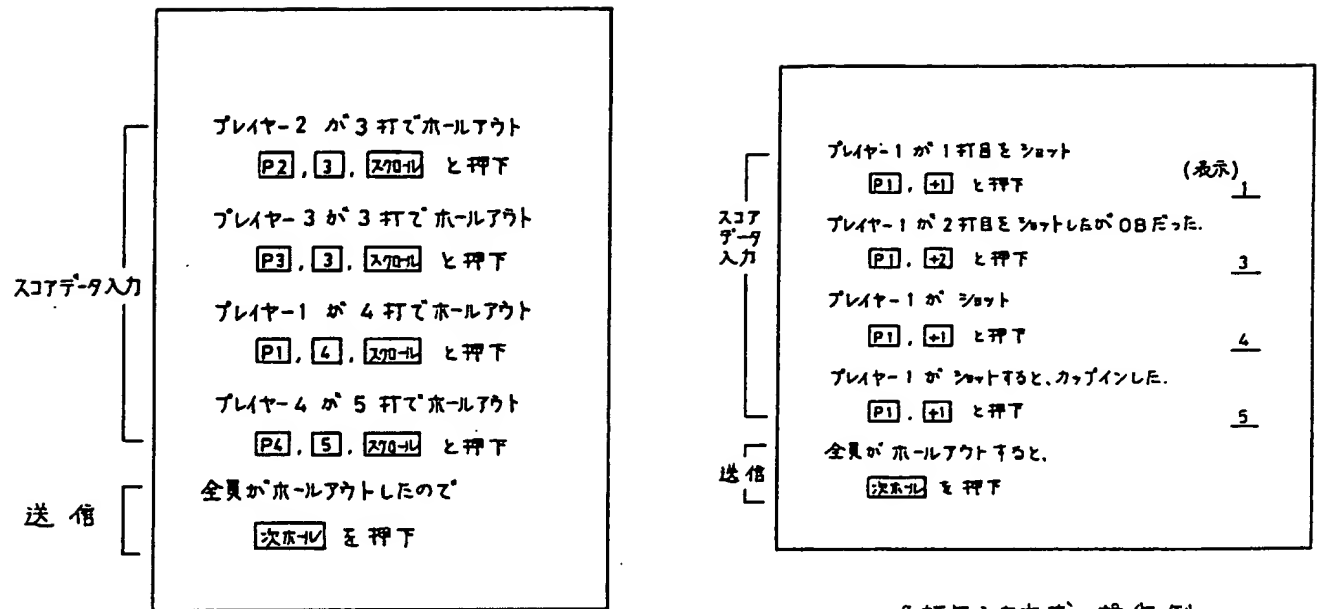 プレイヤー2 が 3 打でホールアウト
P2 , 3 , スクロール と押下
プレイヤー3 が 3 打で ホールアウト
P3 , 3 , スクロール と押下
スコアデータ入力
プレイヤー1 が 4 打でホールアウト
P1 , 4 , スクロール と押下
プレイヤー4 が 5 打でホールアウト
P4 , 5 , スクロール と押下
送信
全員がホールアウトしたので
次ホール を押下
プレイヤー1 が 1打目を ショット
(表示)
P1 , +1 と押下 1
スコア
データ
入力
プレイヤー1 が 2打目を ショットしたが OBだった.
P1 , +2 と押下 3
プレイヤー1 が ショット
P1 , +1 と押下 4
プレイヤー1 が ショットすると、カップインした.
P1 , +1 と押下 5
送信
全員が ホールアウトすると、
次ホール を押下